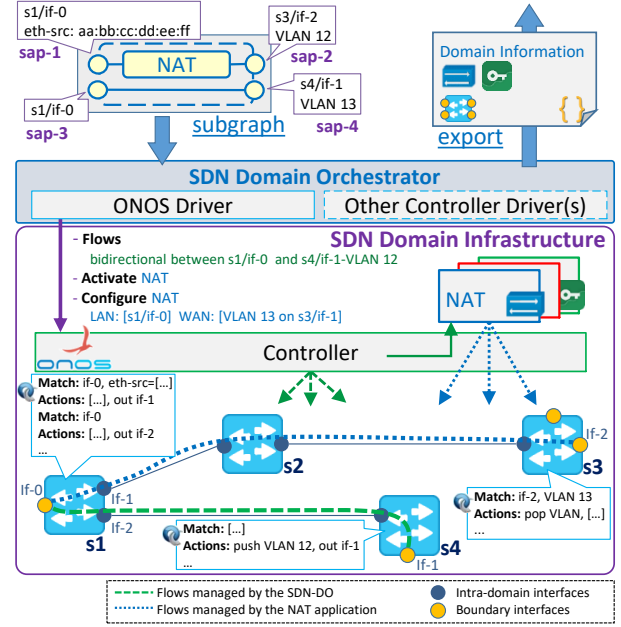 s1/if-0
eth-src: aa:bb:cc:dd:ee:ff
sap-1
NAT
s3/if-2
VLAN 12
sap-2
s1/if-0
sap-3
s4/if-1
VLAN 13
sap-4
subgraph
Domain Information
{ }
export
SDN Domain Orchestrator
ONOS Driver
Other Controller Driver(s)
SDN Domain Infrastructure
- Flows
bidirectional between s1/if-0 and s4/if-1-VLAN 12
- Activate NAT
- Configure NAT
LAN: [s1/if-0] WAN: [VLAN 13 on s3/if-1]
NAT
onos
Controller
Match: if-0, eth-src=[…]
Actions: […], out if-1
Match: if-0
Actions: […], out if-2
…
s2
If-2
s3
If-0
If-1
If-2
s1
Match: if-2, VLAN 13
Actions: pop VLAN, […]
...
Match: […]
Actions: push VLAN 12, out if-1
…
s4
If-1
Flows managed by the SDN-DO
Flows managed by the NAT application
Intra-domain interfaces
Boundary interfaces